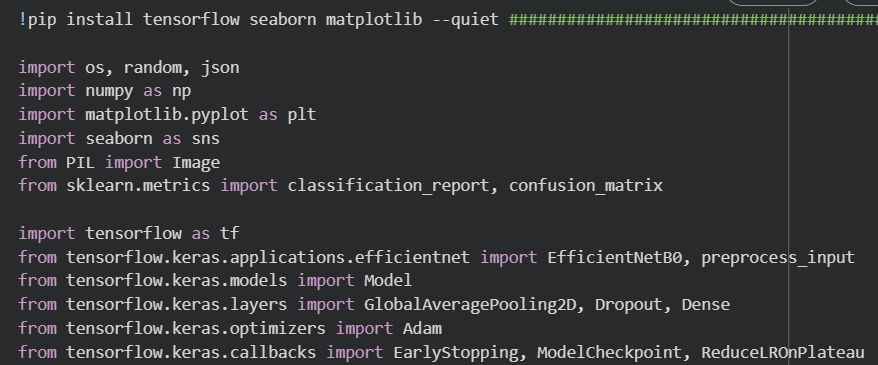 !pip install tensorflow seaborn matplotlib --quiet ######################################
import os, random, json
import numpy as np
import matplotlib.pyplot as plt
import seaborn as sns
from PIL import Image
from sklearn.metrics import classification_report, confusion_matrix
import tensorflow as tf
from tensorflow.keras.applications.efficientnet import EfficientNetB0, preprocess_input
from tensorflow.keras.models import Model
from tensorflow.keras.layers import GlobalAveragePooling2D, Dropout, Dense
from tensorflow.keras.optimizers import Adam
from tensorflow.keras.callbacks import EarlyStopping, ModelCheckpoint, ReduceLROnPlateau